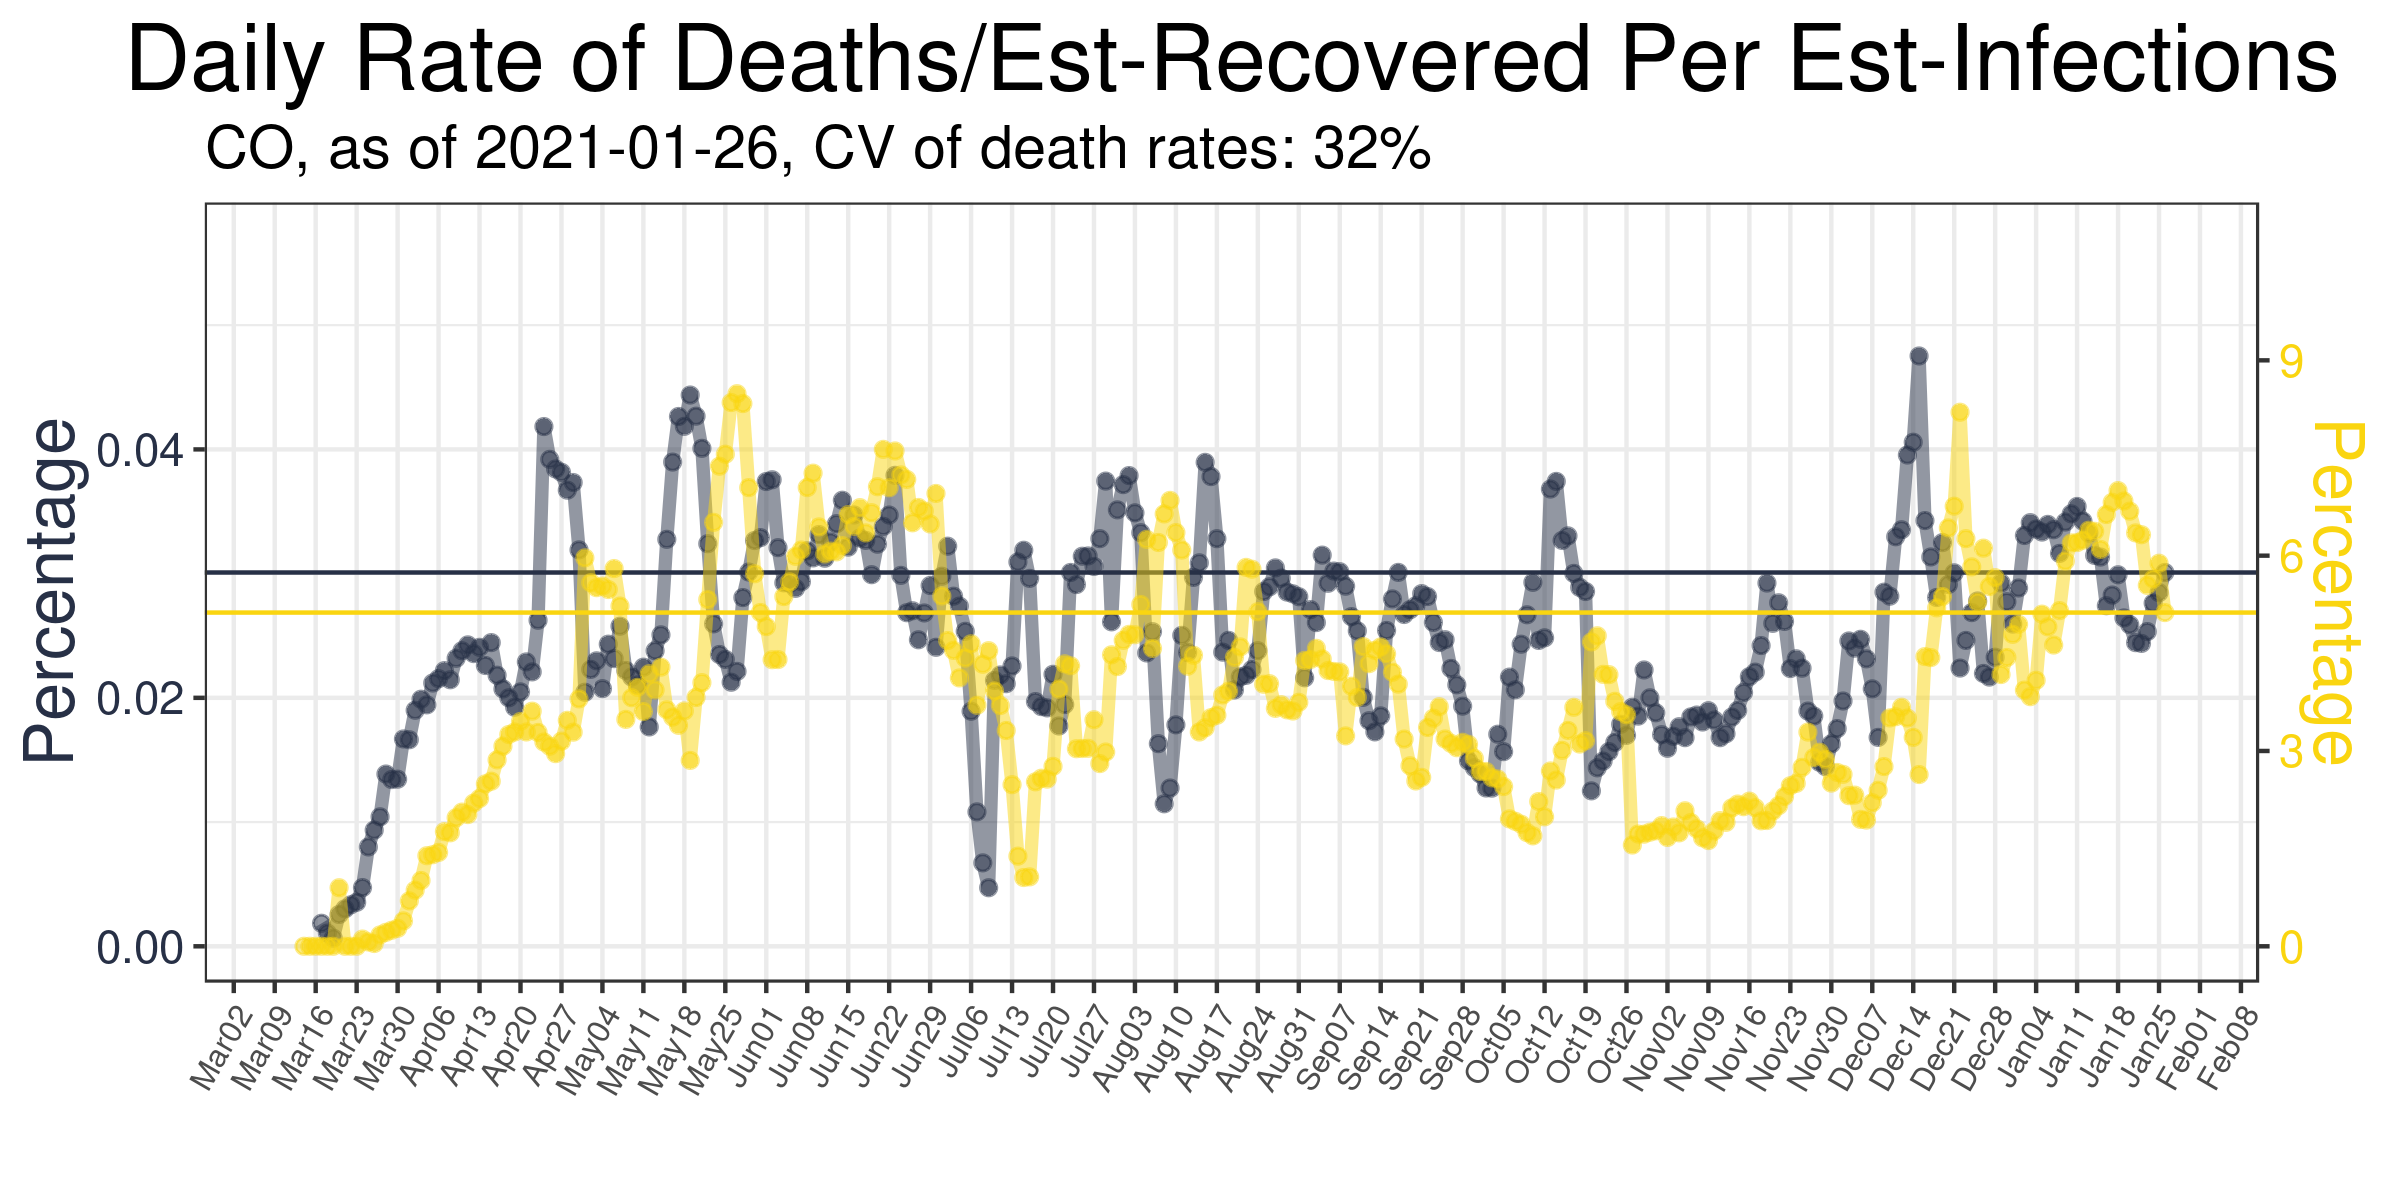 Daily Rate of Deaths/Est-Recovered Per Est-Infections
CO, as of 2021-01-26, CV of death rates: 32%
Percentage
0.04
0.02
0.00
9
6
3
0
Percentage
Mar02
Mar09
Mar16
Mar23
Mar30
Apr06
Apr13
Apr20
Apr27
May04
May11
May18
May25
Jun01
Jun08
Jun15
Jun22
Jun29
Jul06
Jul13
Jul20
Jul27
Aug03
Aug10
Aug17
Aug24
Aug31
Sep07
Sep14
Sep21
Sep28
Oct05
Oct12
Oct19
Oct26
Nov02
Nov09
Nov16
Nov23
Nov30
Dec07
Dec14
Dec21
Dec28
Jan04
Jan11
Jan18
Jan25
Feb01
Feb08